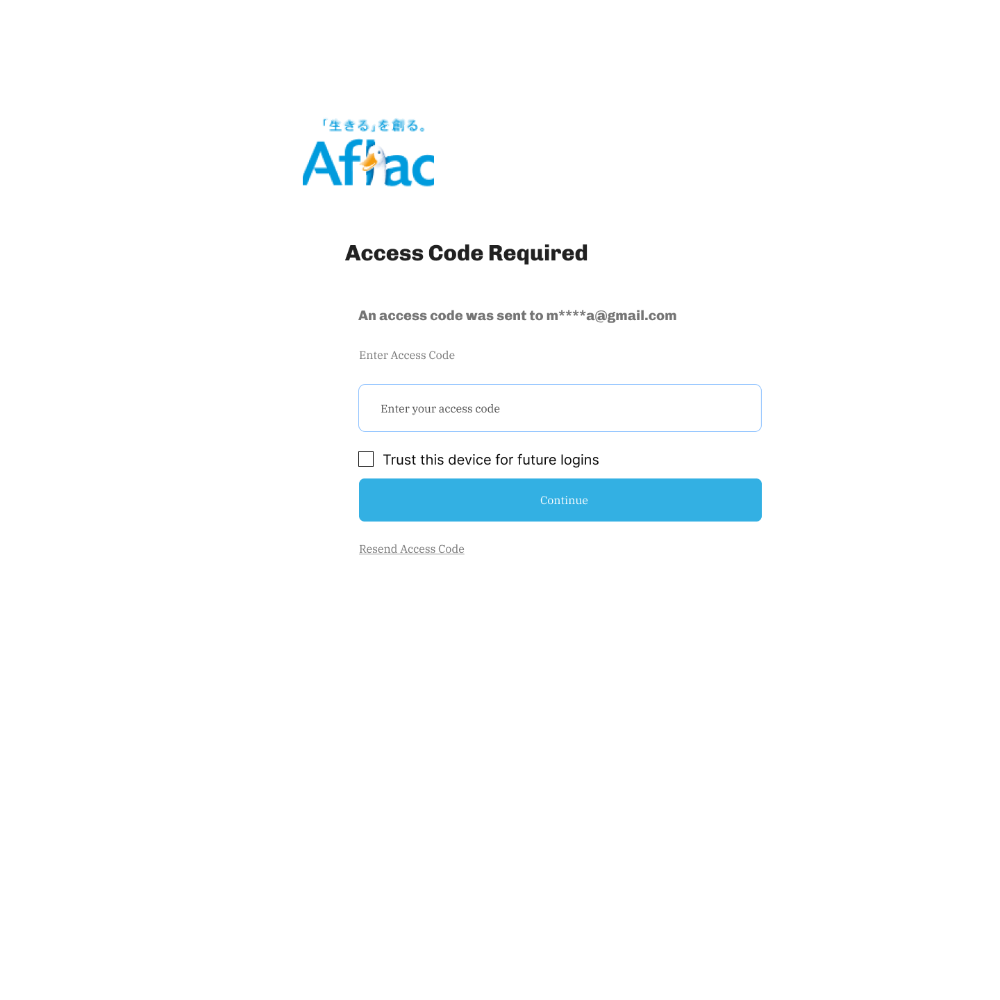 「生きる」を創る。
Aflac
Access Code Required
An access code was sent to m****a@gmail.com
Enter Access Code
Enter your access code
Trust this device for future logins
Continue
Resend Access Code